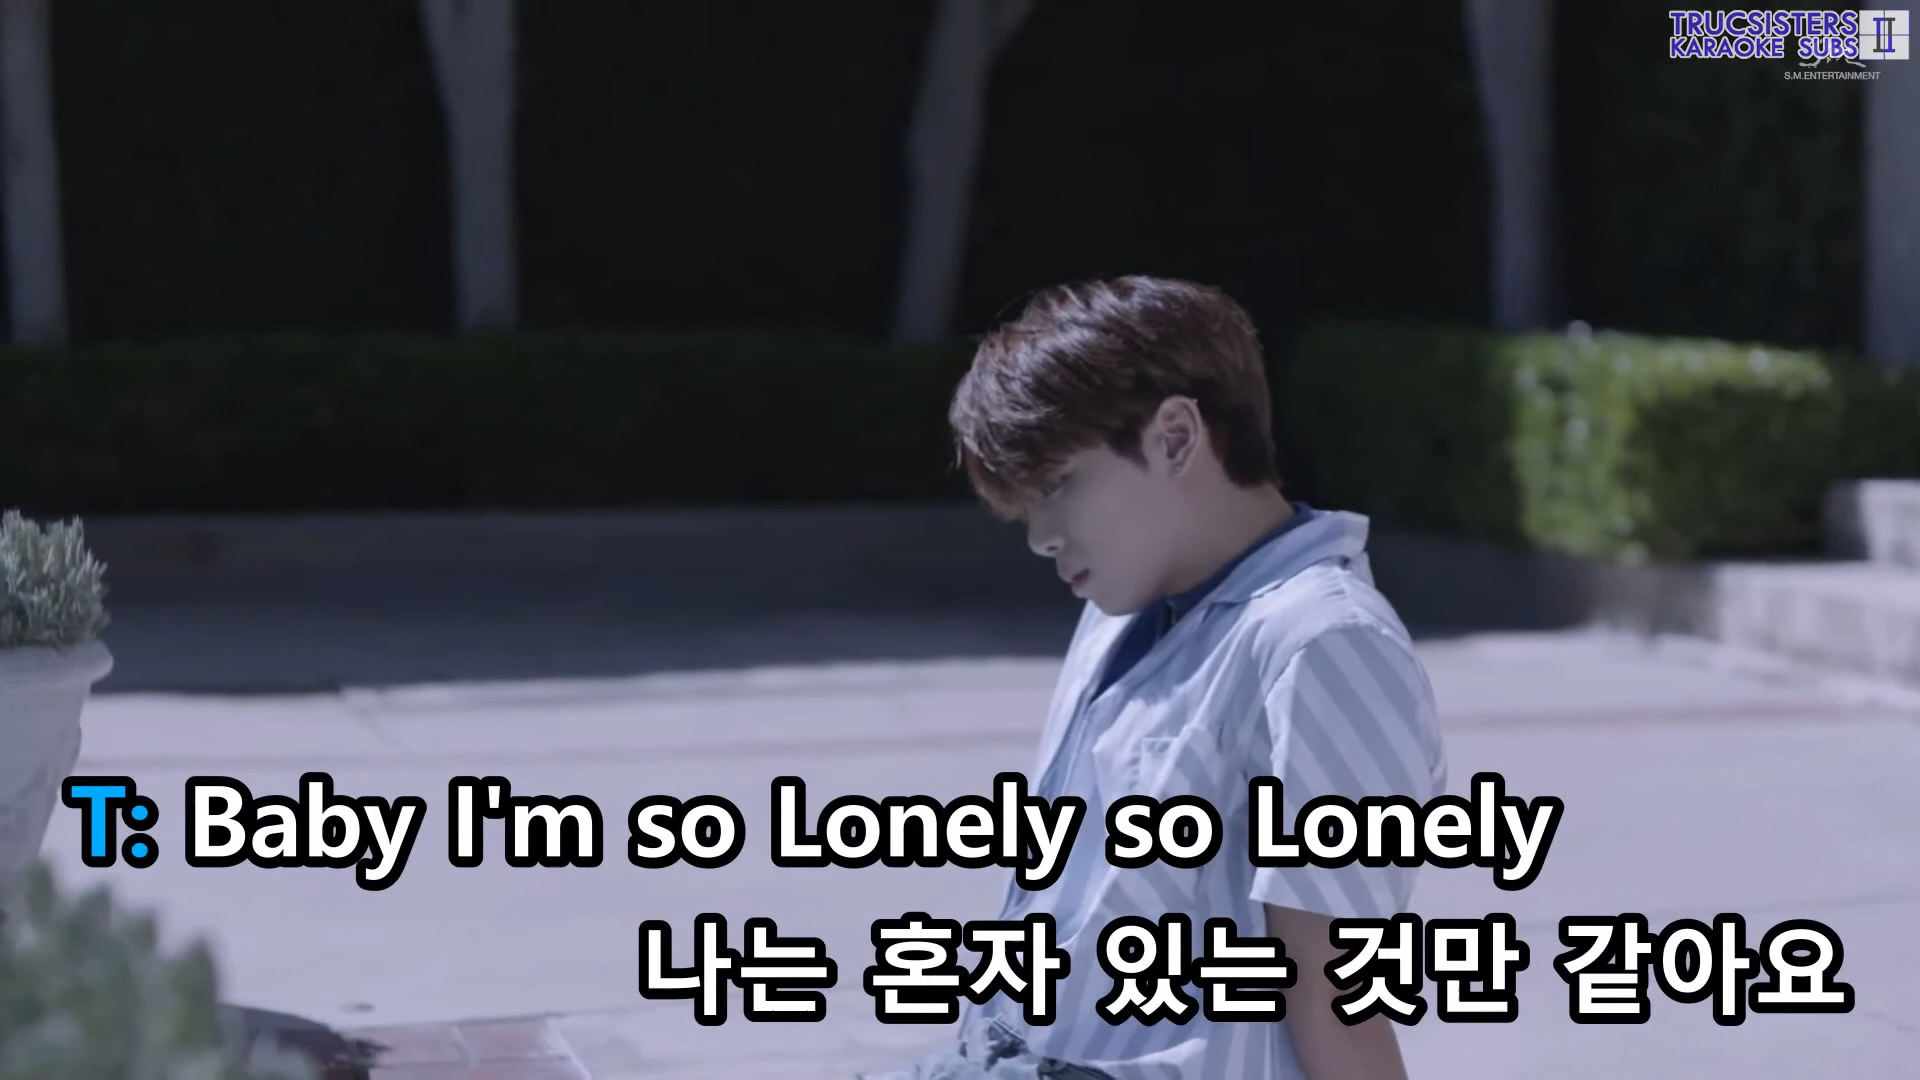 TRUCSISTERS
KARAOKE SUBS II
S.M.ENTERTAINMENT
T: Baby I'm so Lonely so Lonely
나는 혼자 있는 것만 같아요